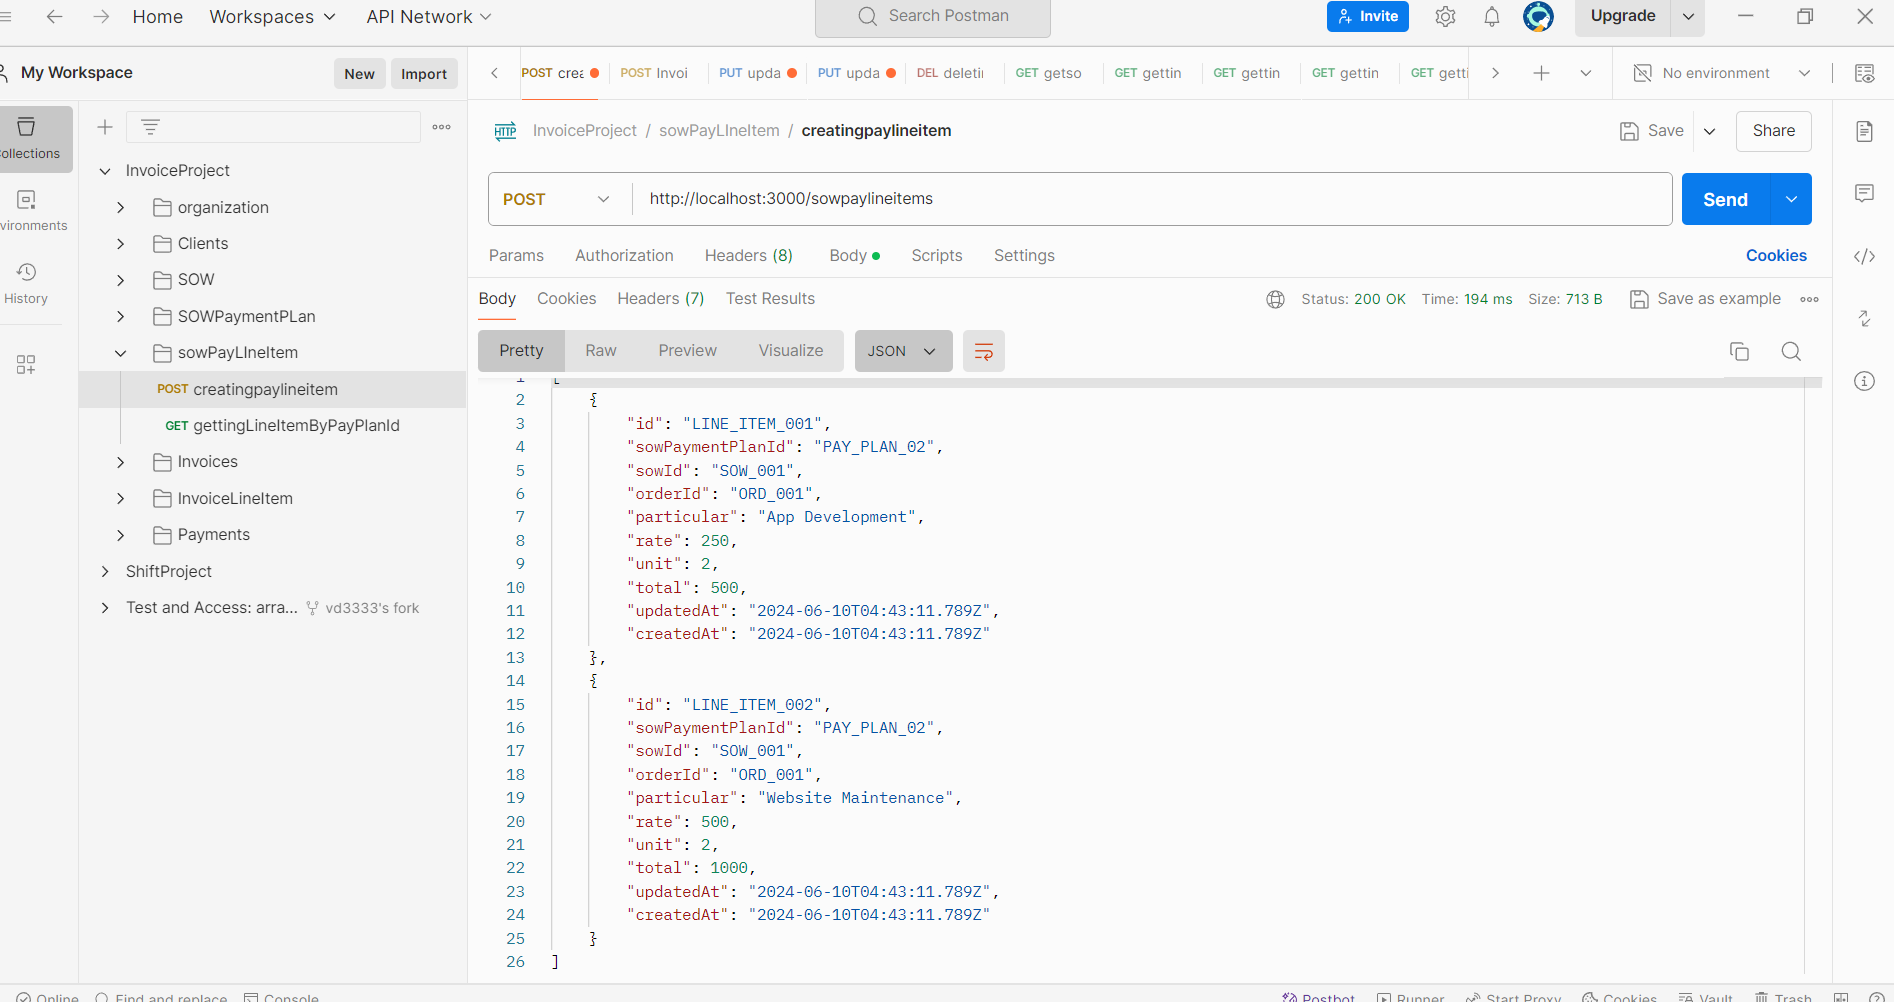 Home Workspaces API Network Search Postman Invite Upgrade
My Workspace New Import
POST crea POST Invoi PUT upda PUT upda DEL deletin GET getso GET gettin GET gettin GET gettin GET getti No environment
Collections
Environments
History
InvoiceProject
organization
Clients
SOW
SOWPaymentPLan
sowPayLIneItem
POST creatingpaylineitem
GET gettingLineItemByPayPlanId
Invoices
InvoiceLineItem
Payments
ShiftProject
Test and Access: arra... vd3333's fork
HTTP InvoiceProject / sowPayLIneItem / creatingpaylineitem Save Share
POST http://localhost:3000/sowpaylineitems Send
Params Authorization Headers (8) Body Scripts Settings Cookies
Body Cookies Headers (7) Test Results Status: 200 OK Time: 194 ms Size: 713 B Save as example
Pretty Raw Preview Visualize JSON
1 [
2 {
3 "id": "LINE_ITEM_001",
4 "sowPaymentPlanId": "PAY_PLAN_02",
5 "sowId": "SOW_001",
6 "orderId": "ORD_001",
7 "particular": "App Development",
8 "rate": 250,
9 "unit": 2,
10 "total": 500,
11 "updatedAt": "2024-06-10T04:43:11.789Z",
12 "createdAt": "2024-06-10T04:43:11.789Z"
13 },
14 {
15 "id": "LINE_ITEM_002",
16 "sowPaymentPlanId": "PAY_PLAN_02",
17 "sowId": "SOW_001",
18 "orderId": "ORD_001",
19 "particular": "Website Maintenance",
20 "rate": 500,
21 "unit": 2,
22 "total": 1000,
23 "updatedAt": "2024-06-10T04:43:11.789Z",
24 "createdAt": "2024-06-10T04:43:11.789Z"
25 }
26 ]
Online Find and replace Console Postbot Runner Start Proxy Cookies Vault Trash